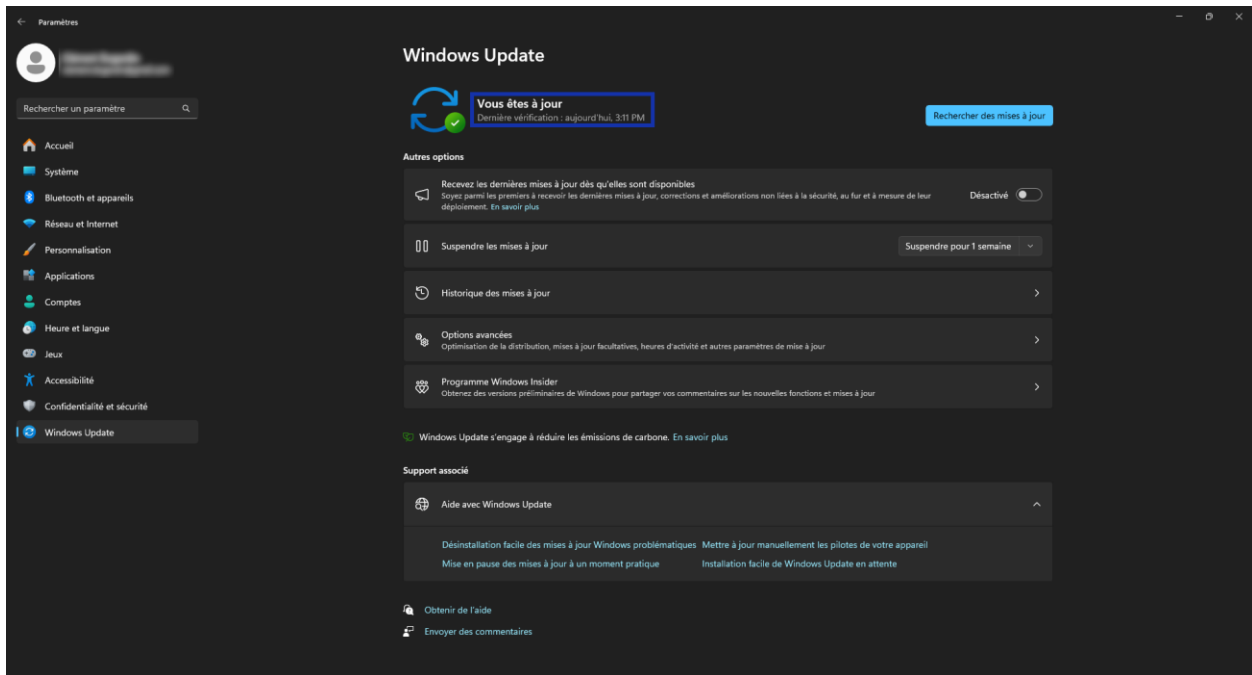 Paramètres
Rechercher un paramètre
Accueil
Système
Bluetooth et appareils
Réseau et Internet
Personnalisation
Applications
Comptes
Heure et langue
Jeux
Accessibilité
Confidentialité et sécurité
Windows Update
Windows Update
Vous êtes à jour
Dernière vérification : aujourd'hui, 3:11 PM
Rechercher des mises à jour
Autres options
Recevez les dernières mises à jour dès qu'elles sont disponibles
Soyez parmi les premiers à recevoir les dernières mises à jour, corrections et améliorations non liées à la sécurité, au fur et à mesure de leur
déploiement. En savoir plus
Désactivé
Suspendre les mises à jour
Suspendre pour 1 semaine
Historique des mises à jour
Options avancées
Optimisation de la distribution, mises à jour facultatives, heures d'activité et autres paramètres de mise à jour
Programme Windows Insider
Obtenez des versions préliminaires de Windows pour partager vos commentaires sur les nouvelles fonctions et mises à jour
Windows Update s'engage à réduire les émissions de carbone. En savoir plus
Support associé
Aide avec Windows Update
Désinstallation facile des mises à jour Windows problématiques Mettre à jour manuellement les pilotes de votre appareil
Mise en pause des mises à jour à un moment pratique Installation facile de Windows Update en attente
Obtenir de l'aide
Envoyer des commentaires